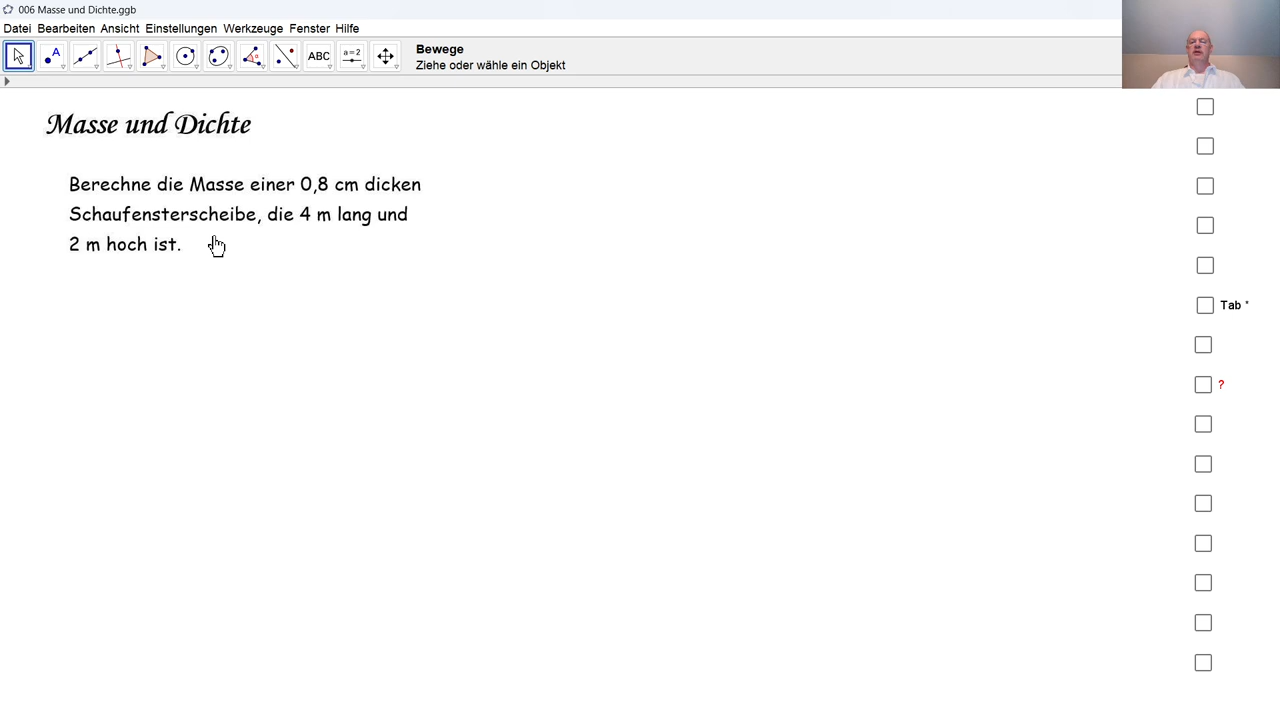 006 Masse und Dichte.ggb
Datei Bearbeiten Ansicht Einstellungen Werkzeuge Fenster Hilfe
A
ABC
a=2
Bewege
Ziehe oder wähle ein Objekt
Masse und Dichte
Berechne die Masse einer 0,8 cm dicken
Schaufensterscheibe, die 4 m lang und
2 m hoch ist.
Tab *
?